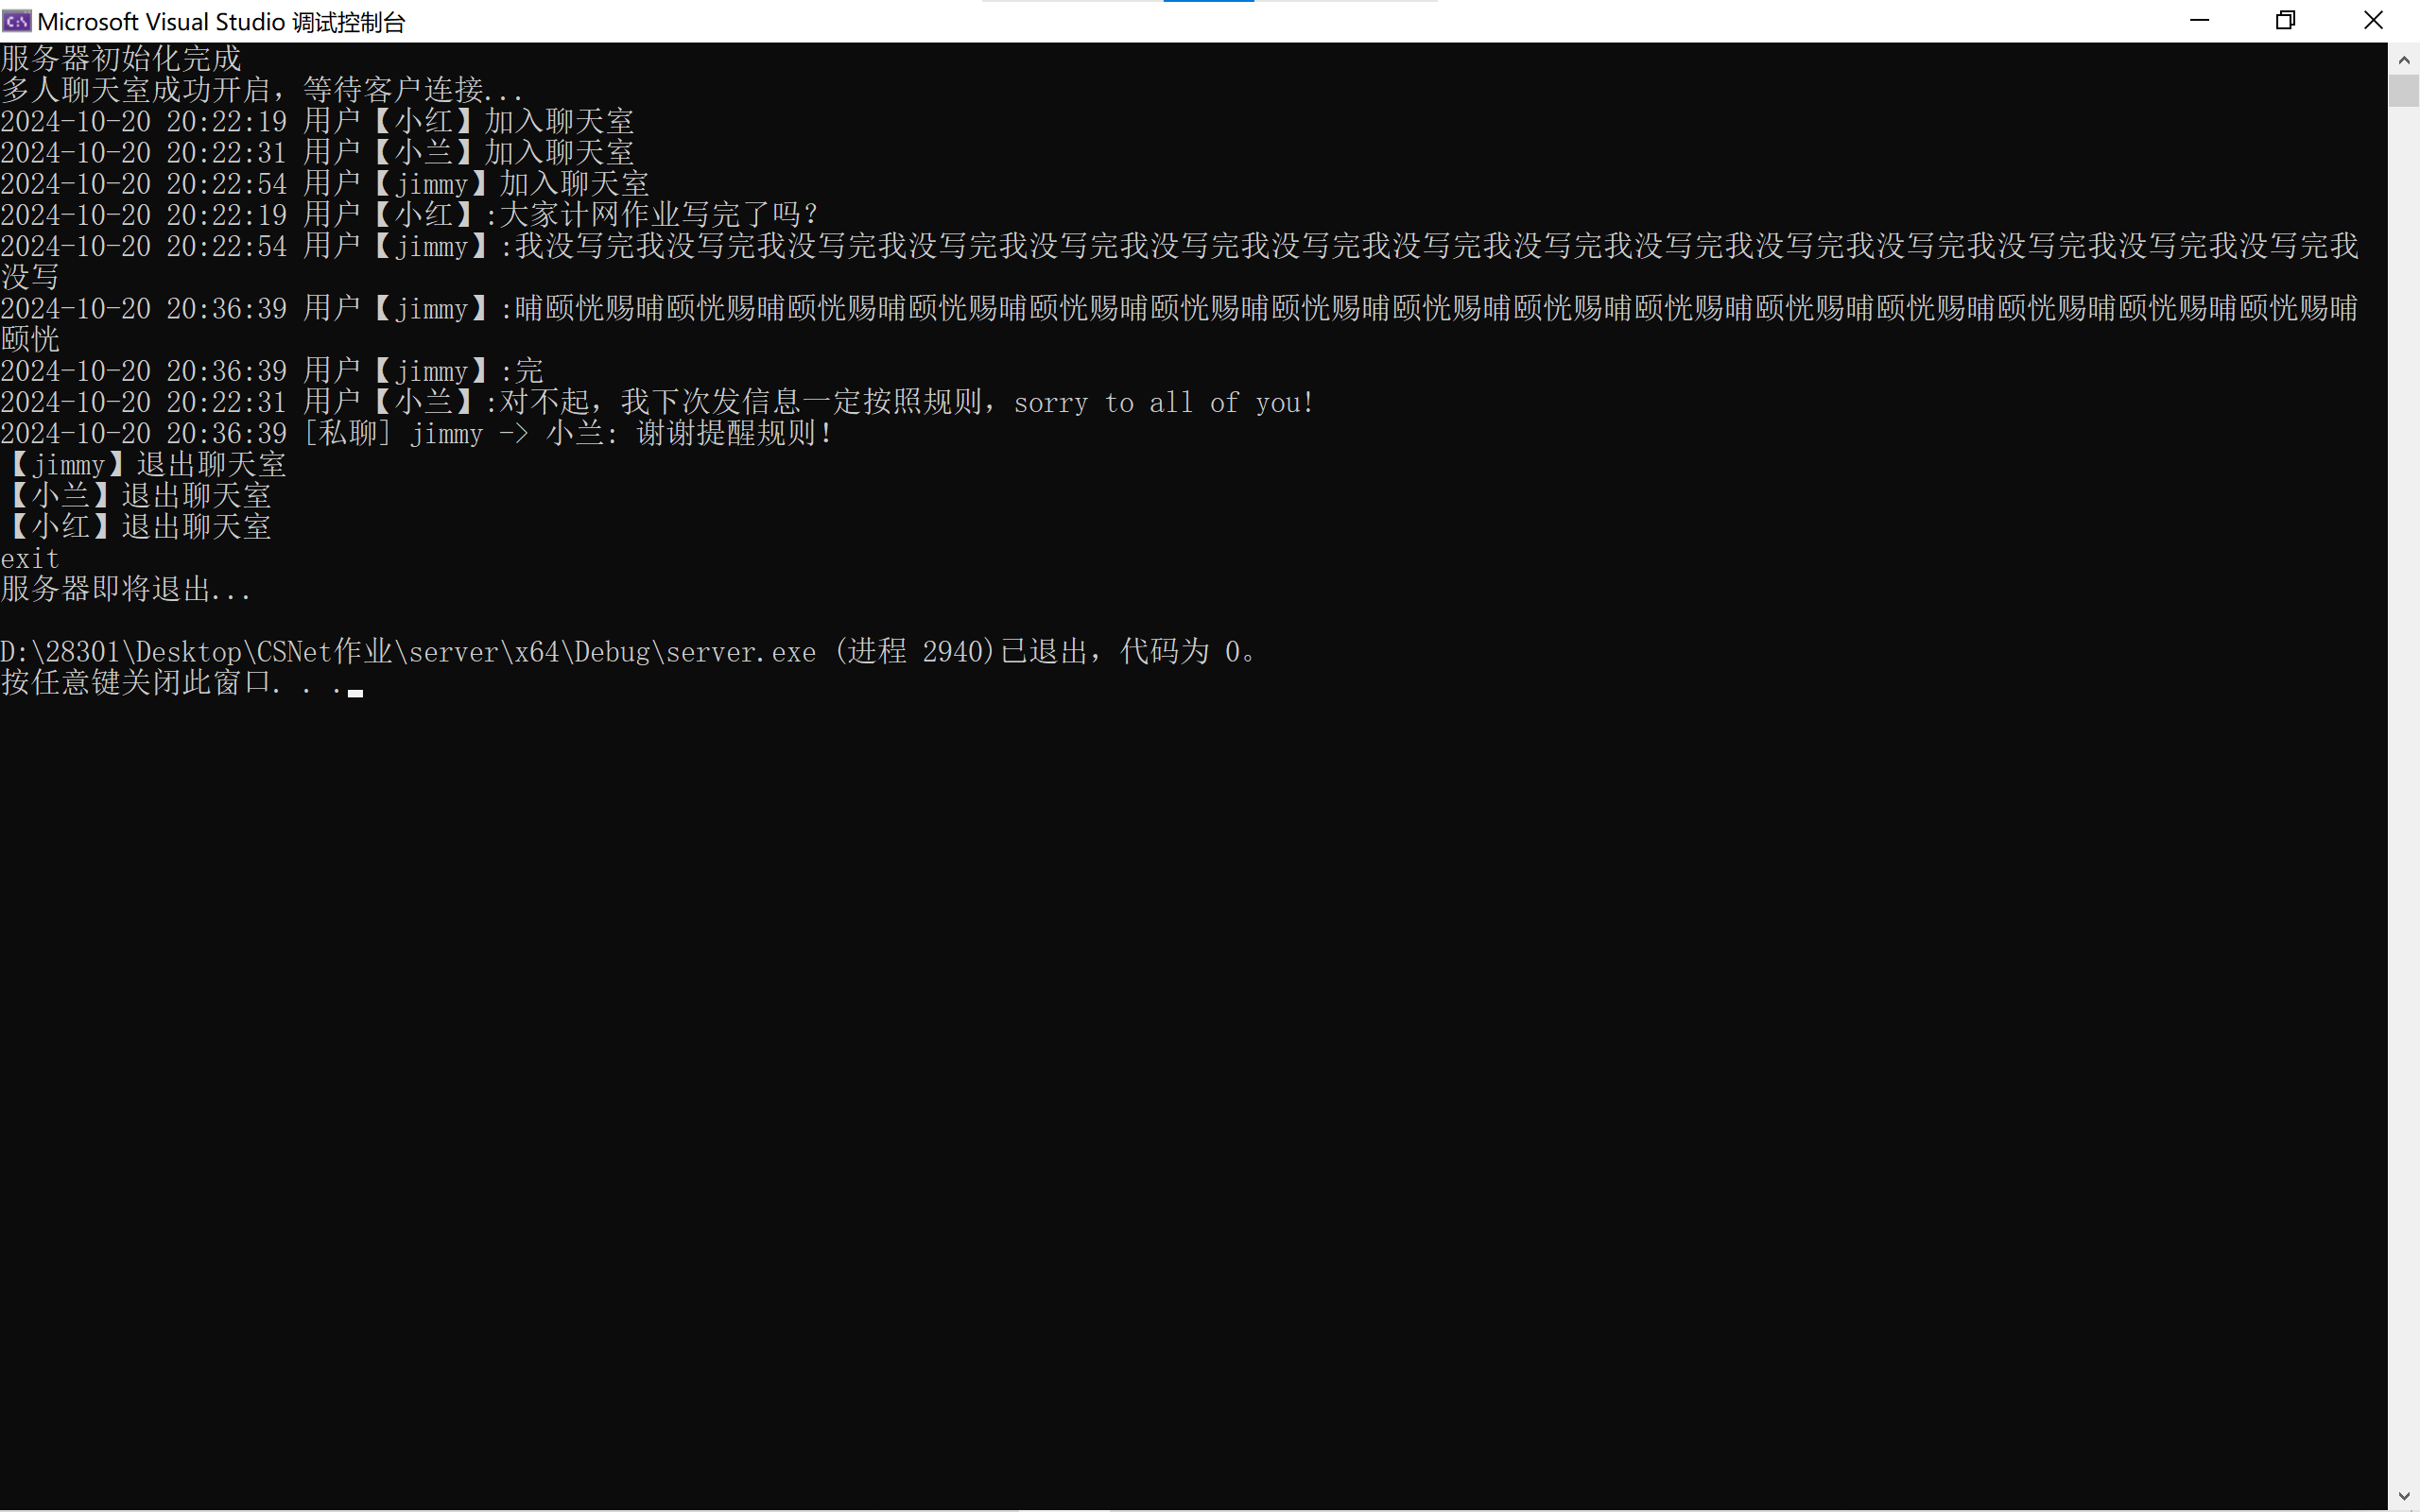 Microsoft Visual Studio 调试控制台
服务器初始化完成
多人聊天室成功开启，等待客户连接...
2024-10-20 20:22:19 用户【小红】加入聊天室
2024-10-20 20:22:31 用户【小兰】加入聊天室
2024-10-20 20:22:54 用户【jimmy】加入聊天室
2024-10-20 20:22:19 用户【小红】:大家计网作业写完了吗？
2024-10-20 20:22:54 用户【jimmy】:我没写完我没写完我没写完我没写完我没写完我没写完我没写完我没写完我没写完我没写完我没写完我没写完我没写完我没写完我没写完我
没写
2024-10-20 20:36:39 用户【jimmy】:晡颐恍赐晡颐恍赐晡颐恍赐晡颐恍赐晡颐恍赐晡颐恍赐晡颐恍赐晡颐恍赐晡颐恍赐晡颐恍赐晡颐恍赐晡颐恍赐晡颐恍赐晡颐恍赐晡颐恍赐晡
颐恍
2024-10-20 20:36:39 用户【jimmy】:完
2024-10-20 20:22:31 用户【小兰】:对不起，我下次发信息一定按照规则，sorry to all of you!
2024-10-20 20:36:39 [私聊] jimmy -> 小兰: 谢谢提醒规则！
【jimmy】退出聊天室
【小兰】退出聊天室
【小红】退出聊天室
exit
服务器即将退出...
D:\28301\Desktop\CSNet作业\server\x64\Debug\server.exe (进程 2940)已退出，代码为 0。
按任意键关闭此窗口. . .